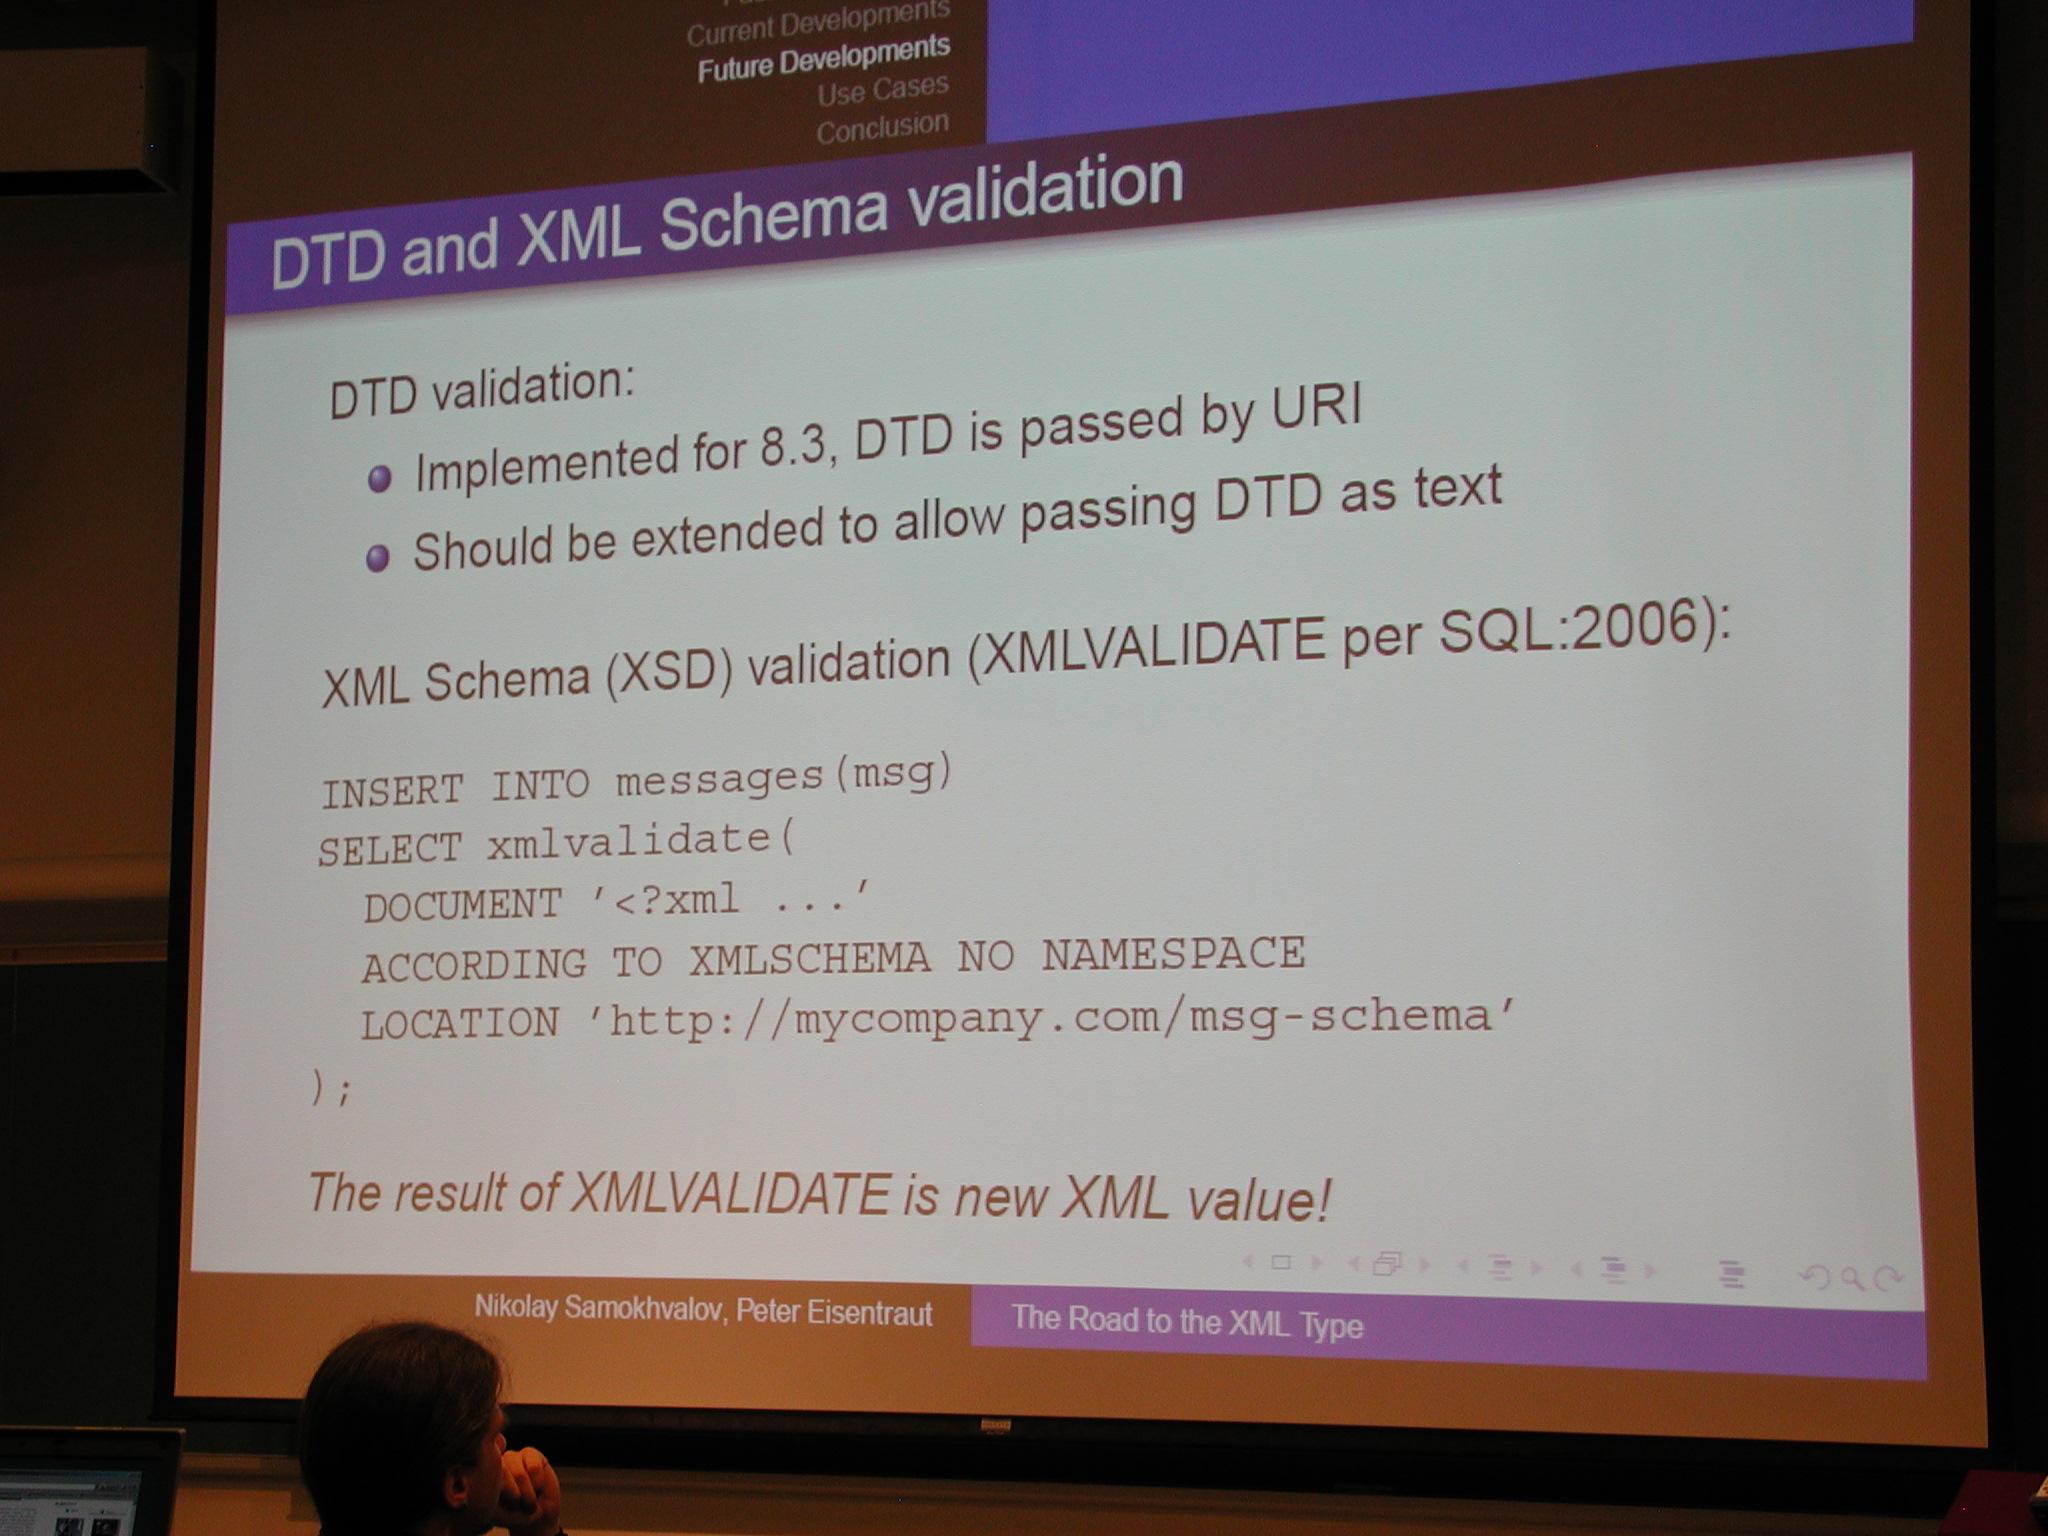 Current Developments
Future Developments
Use Cases
Conclusion
DTD and XML Schema validation
DTD validation:
Implemented for 8.3, DTD is passed by URI
Should be extended to allow passing DTD as text
XML Schema (XSD) validation (XMLVALIDATE per SQL:2006):
INSERT INTO messages(msg)
SELECT xmlvalidate(
DOCUMENT '<?xml ...'
ACCORDING TO XMLSCHEMA NO NAMESPACE
LOCATION 'http://mycompany.com/msg-schema'
);
The result of XMLVALIDATE is new XML value!
Nikolay Samokhvalov, Peter Eisentraut
The Road to the XML Type